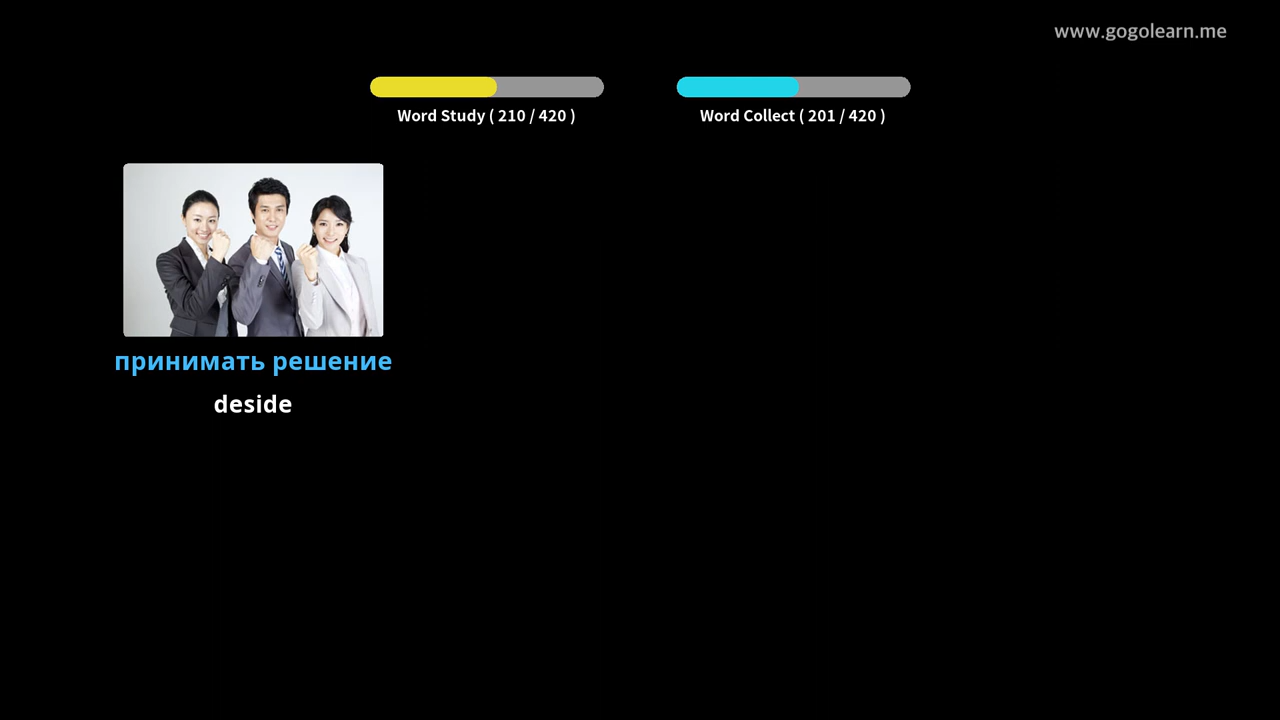 www.gogolearn.me
Word Study ( 210 / 420 )
Word Collect ( 201 / 420 )
принимать решение
deside